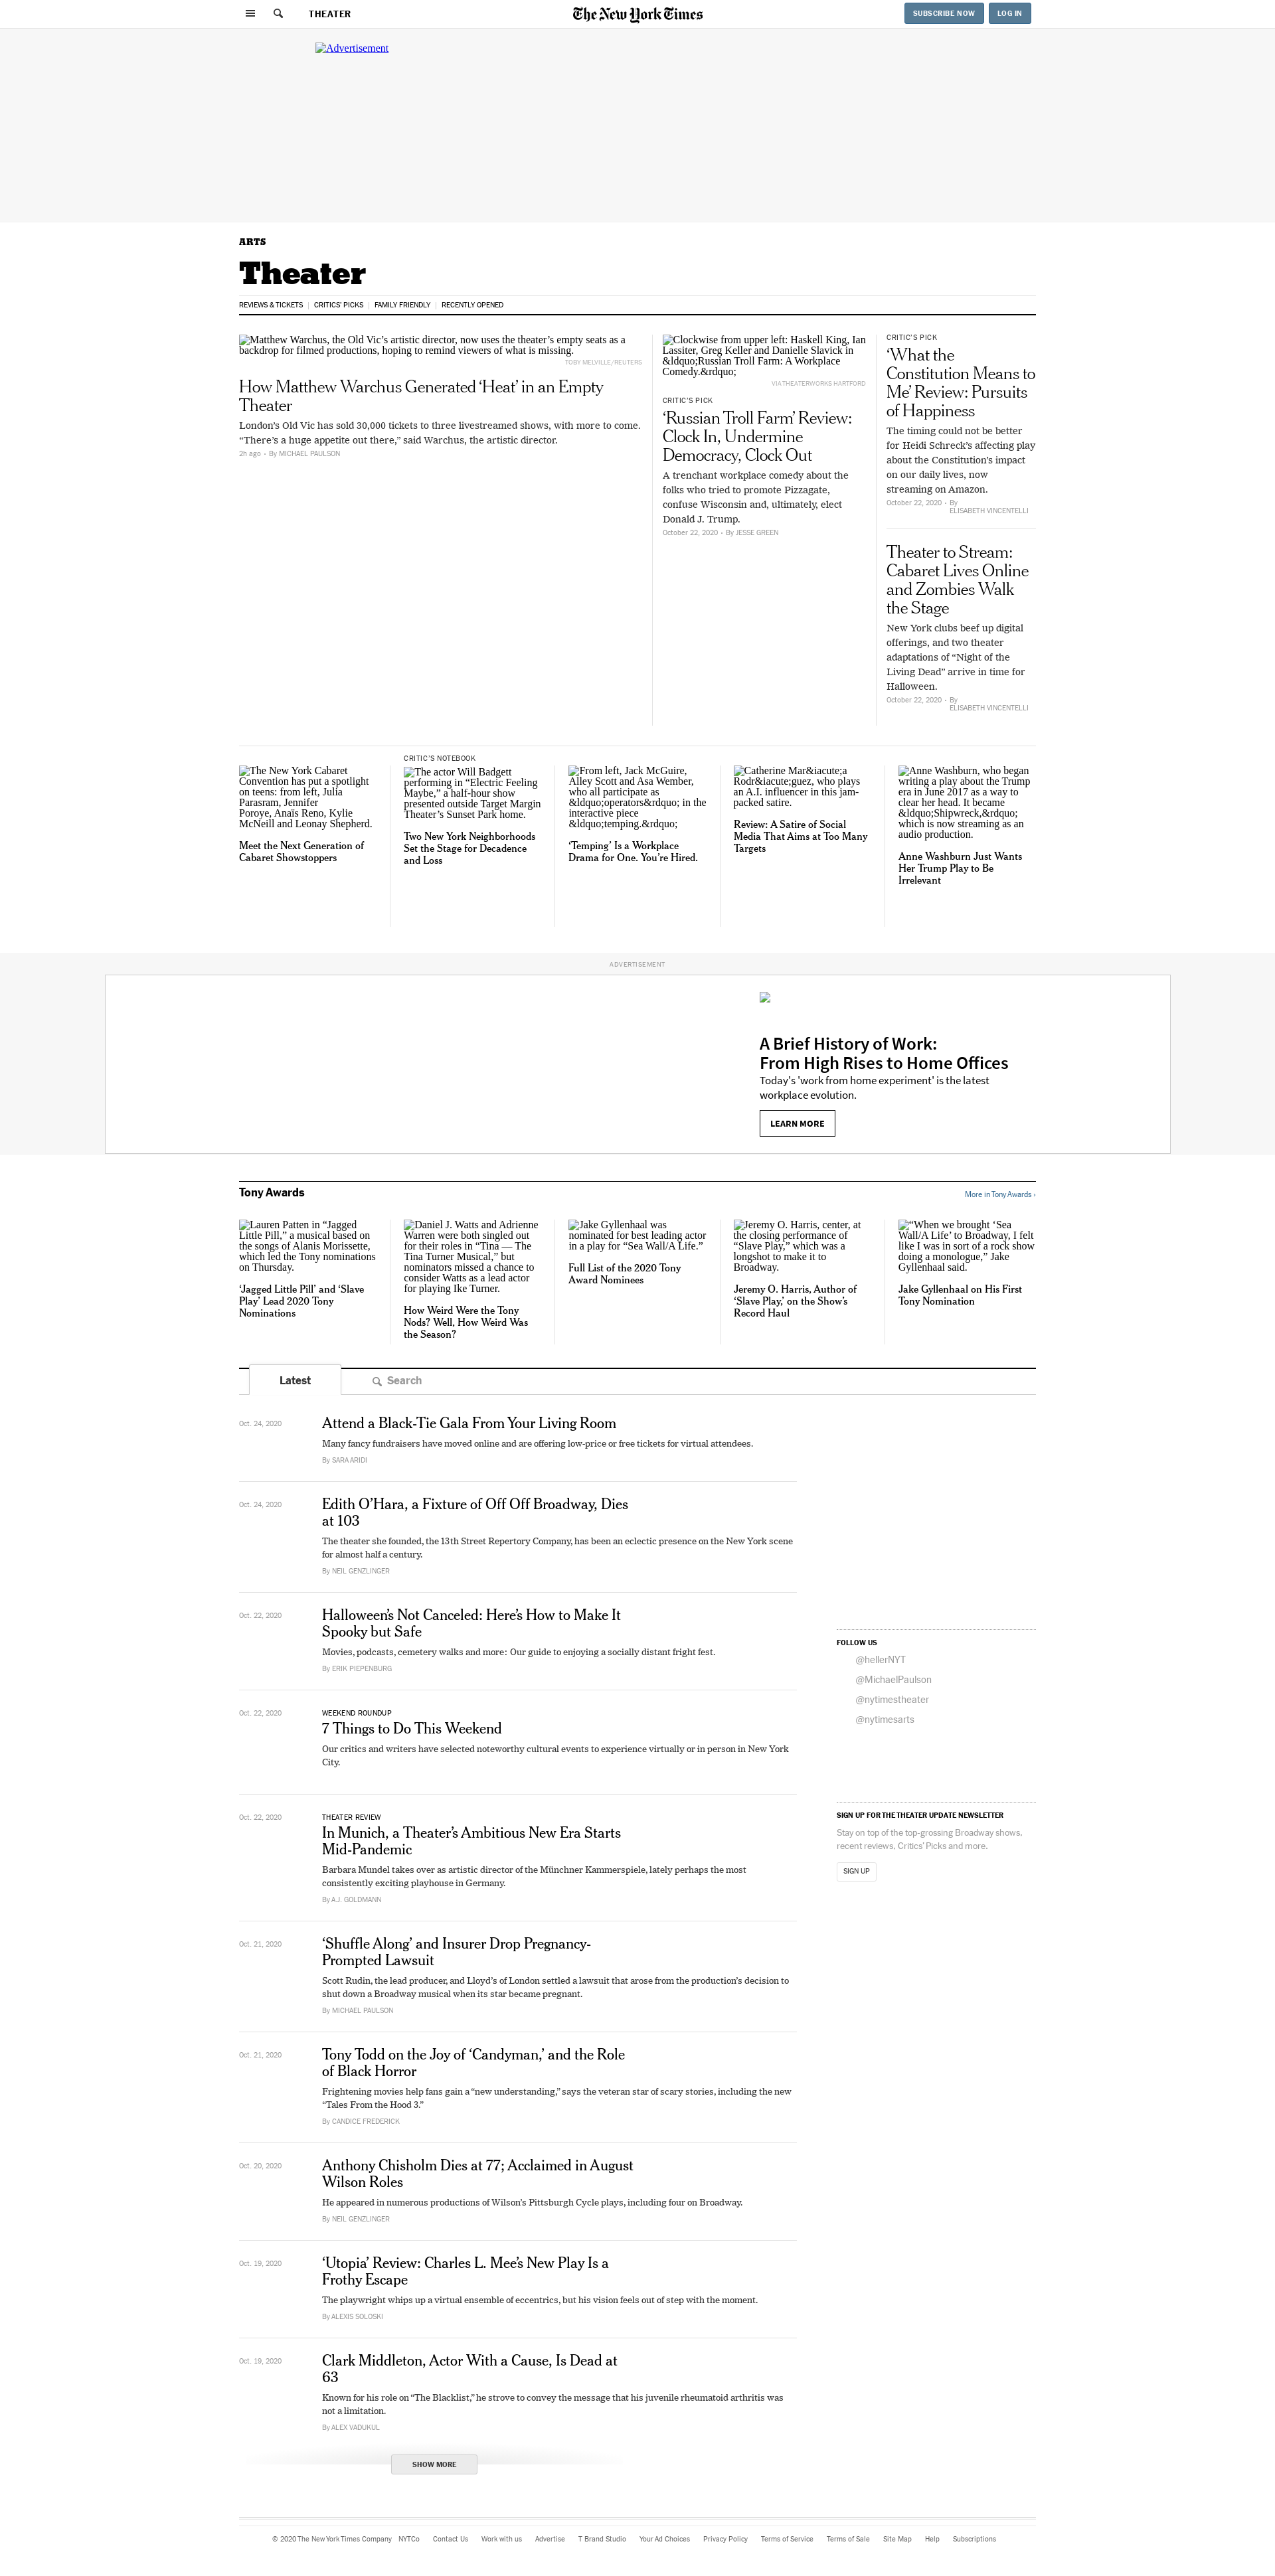 THEATER
The New York Times
SUBSCRIBE NOW
LOG IN
Advertisement
ARTS
Theater
REVIEWS & TICKETS
CRITICS' PICKS
FAMILY FRIENDLY
RECENTLY OPENED
Matthew Warchus, the Old Vic’s artistic director, now uses the theater’s empty seats as a
backdrop for filmed productions, hoping to remind viewers of what is missing.
TOBY MELVILLE/REUTERS
How Matthew Warchus Generated ‘Heat’ in an Empty
Theater
London’s Old Vic has sold 30,000 tickets to three livestreamed shows, with more to come.
“There’s a huge appetite out there,” said Warchus, the artistic director.
2h ago - By MICHAEL PAULSON
Clockwise from upper left: Haskell King, Ian
Lassiter, Greg Keller and Danielle Slavick in
&ldquo;Russian Troll Farm: A Workplace
Comedy.&rdquo;
VIA THEATERWORKS HARTFORD
CRITIC’S PICK
‘Russian Troll Farm’ Review:
Clock In, Undermine
Democracy, Clock Out
A trenchant workplace comedy about the
folks who tried to promote Pizzagate,
confuse Wisconsin and, ultimately, elect
Donald J. Trump.
October 22, 2020 - By JESSE GREEN
CRITIC’S PICK
‘What the
Constitution Means to
Me’ Review: Pursuits
of Happiness
The timing could not be better
for Heidi Schreck’s affecting play
about the Constitution’s impact
on our daily lives, now
streaming on Amazon.
October 22, 2020 - By
ELISABETH VINCENTELLI
Theater to Stream:
Cabaret Lives Online
and Zombies Walk
the Stage
New York clubs beef up digital
offerings, and two theater
adaptations of “Night of the
Living Dead” arrive in time for
Halloween.
October 22, 2020 - By
ELISABETH VINCENTELLI
The New York Cabaret
Convention has put a spotlight
on teens: from left, Julia
Parasram, Jennifer
Poroye, Anaïs Reno, Kylie
McNeill and Leonay Shepherd.
Meet the Next Generation of
Cabaret Showstoppers
CRITIC’S NOTEBOOK
The actor Will Badgett
performing in “Electric Feeling
Maybe,” a half-hour show
presented outside Target Margin
Theater’s Sunset Park home.
Two New York Neighborhoods
Set the Stage for Decadence
and Loss
From left, Jack McGuire,
Alley Scott and Asa Wember,
who all participate as
&ldquo;operators&rdquo; in the
interactive piece
&ldquo;temping.&rdquo;
‘Temping’ Is a Workplace
Drama for One. You’re Hired.
Catherine Mar&iacute;a
Rodr&iacute;guez, who plays
an A.I. influencer in this jam-
packed satire.
Review: A Satire of Social
Media That Aims at Too Many
Targets
Anne Washburn, who began
writing a play about the Trump
era in June 2017 as a way to
clear her head. It became
&ldquo;Shipwreck,&rdquo;
which is now streaming as an
audio production.
Anne Washburn Just Wants
Her Trump Play to Be
Irrelevant
ADVERTISEMENT
A Brief History of Work:
From High Rises to Home Offices
Today's 'work from home experiment' is the latest
workplace evolution.
LEARN MORE
Tony Awards
More in Tony Awards ›
Lauren Patten in “Jagged
Little Pill,” a musical based on
the songs of Alanis Morissette,
which led the Tony nominations
on Thursday.
‘Jagged Little Pill’ and ‘Slave
Play’ Lead 2020 Tony
Nominations
Daniel J. Watts and Adrienne
Warren were both singled out
for their roles in “Tina — The
Tina Turner Musical,” but
nominators missed a chance to
consider Watts as a lead actor
for playing Ike Turner.
How Weird Were the Tony
Nods? Well, How Weird Was
the Season?
Jake Gyllenhaal was
nominated for best leading actor
in a play for “Sea Wall/A Life.”
Full List of the 2020 Tony
Award Nominees
Jeremy O. Harris, center, at
the closing performance of
“Slave Play,” which was a
longshot to make it to
Broadway.
Jeremy O. Harris, Author of
‘Slave Play,’ on the Show’s
Record Haul
“When we brought ‘Sea
Wall/A Life’ to Broadway, I felt
like I was in sort of a rock show
doing a monologue,” Jake
Gyllenhaal said.
Jake Gyllenhaal on His First
Tony Nomination
Latest
Search
Oct. 24, 2020
Attend a Black-Tie Gala From Your Living Room
Many fancy fundraisers have moved online and are offering low-price or free tickets for virtual attendees.
By SARA ARIDI
Oct. 24, 2020
Edith O’Hara, a Fixture of Off Off Broadway, Dies
at 103
The theater she founded, the 13th Street Repertory Company, has been an eclectic presence on the New York scene
for almost half a century.
By NEIL GENZLINGER
Oct. 22, 2020
Halloween’s Not Canceled: Here’s How to Make It
Spooky but Safe
Movies, podcasts, cemetery walks and more: Our guide to enjoying a socially distant fright fest.
By ERIK PIEPENBURG
Oct. 22, 2020
WEEKEND ROUNDUP
7 Things to Do This Weekend
Our critics and writers have selected noteworthy cultural events to experience virtually or in person in New York
City.
Oct. 22, 2020
THEATER REVIEW
In Munich, a Theater’s Ambitious New Era Starts
Mid-Pandemic
Barbara Mundel takes over as artistic director of the Münchner Kammerspiele, lately perhaps the most
consistently exciting playhouse in Germany.
By A.J. GOLDMANN
Oct. 21, 2020
‘Shuffle Along’ and Insurer Drop Pregnancy-
Prompted Lawsuit
Scott Rudin, the lead producer, and Lloyd’s of London settled a lawsuit that arose from the production’s decision to
shut down a Broadway musical when its star became pregnant.
By MICHAEL PAULSON
Oct. 21, 2020
Tony Todd on the Joy of ‘Candyman,’ and the Role
of Black Horror
Frightening movies help fans gain a “new understanding,” says the veteran star of scary stories, including the new
“Tales From the Hood 3.”
By CANDICE FREDERICK
Oct. 20, 2020
Anthony Chisholm Dies at 77; Acclaimed in August
Wilson Roles
He appeared in numerous productions of Wilson’s Pittsburgh Cycle plays, including four on Broadway.
By NEIL GENZLINGER
Oct. 19, 2020
‘Utopia’ Review: Charles L. Mee’s New Play Is a
Frothy Escape
The playwright whips up a virtual ensemble of eccentrics, but his vision feels out of step with the moment.
By ALEXIS SOLOSKI
Oct. 19, 2020
Clark Middleton, Actor With a Cause, Is Dead at
63
Known for his role on “The Blacklist,” he strove to convey the message that his juvenile rheumatoid arthritis was
not a limitation.
By ALEX VADUKUL
SHOW MORE
FOLLOW US
@hellerNYT
@MichaelPaulson
@nytimestheater
@nytimesarts
SIGN UP FOR THE THEATER UPDATE NEWSLETTER
Stay on top of the top-grossing Broadway shows,
recent reviews, Critics’ Picks and more.
SIGN UP
© 2020 The New York Times Company
NYTCo
Contact Us
Work with us
Advertise
T Brand Studio
Your Ad Choices
Privacy Policy
Terms of Service
Terms of Sale
Site Map
Help
Subscriptions